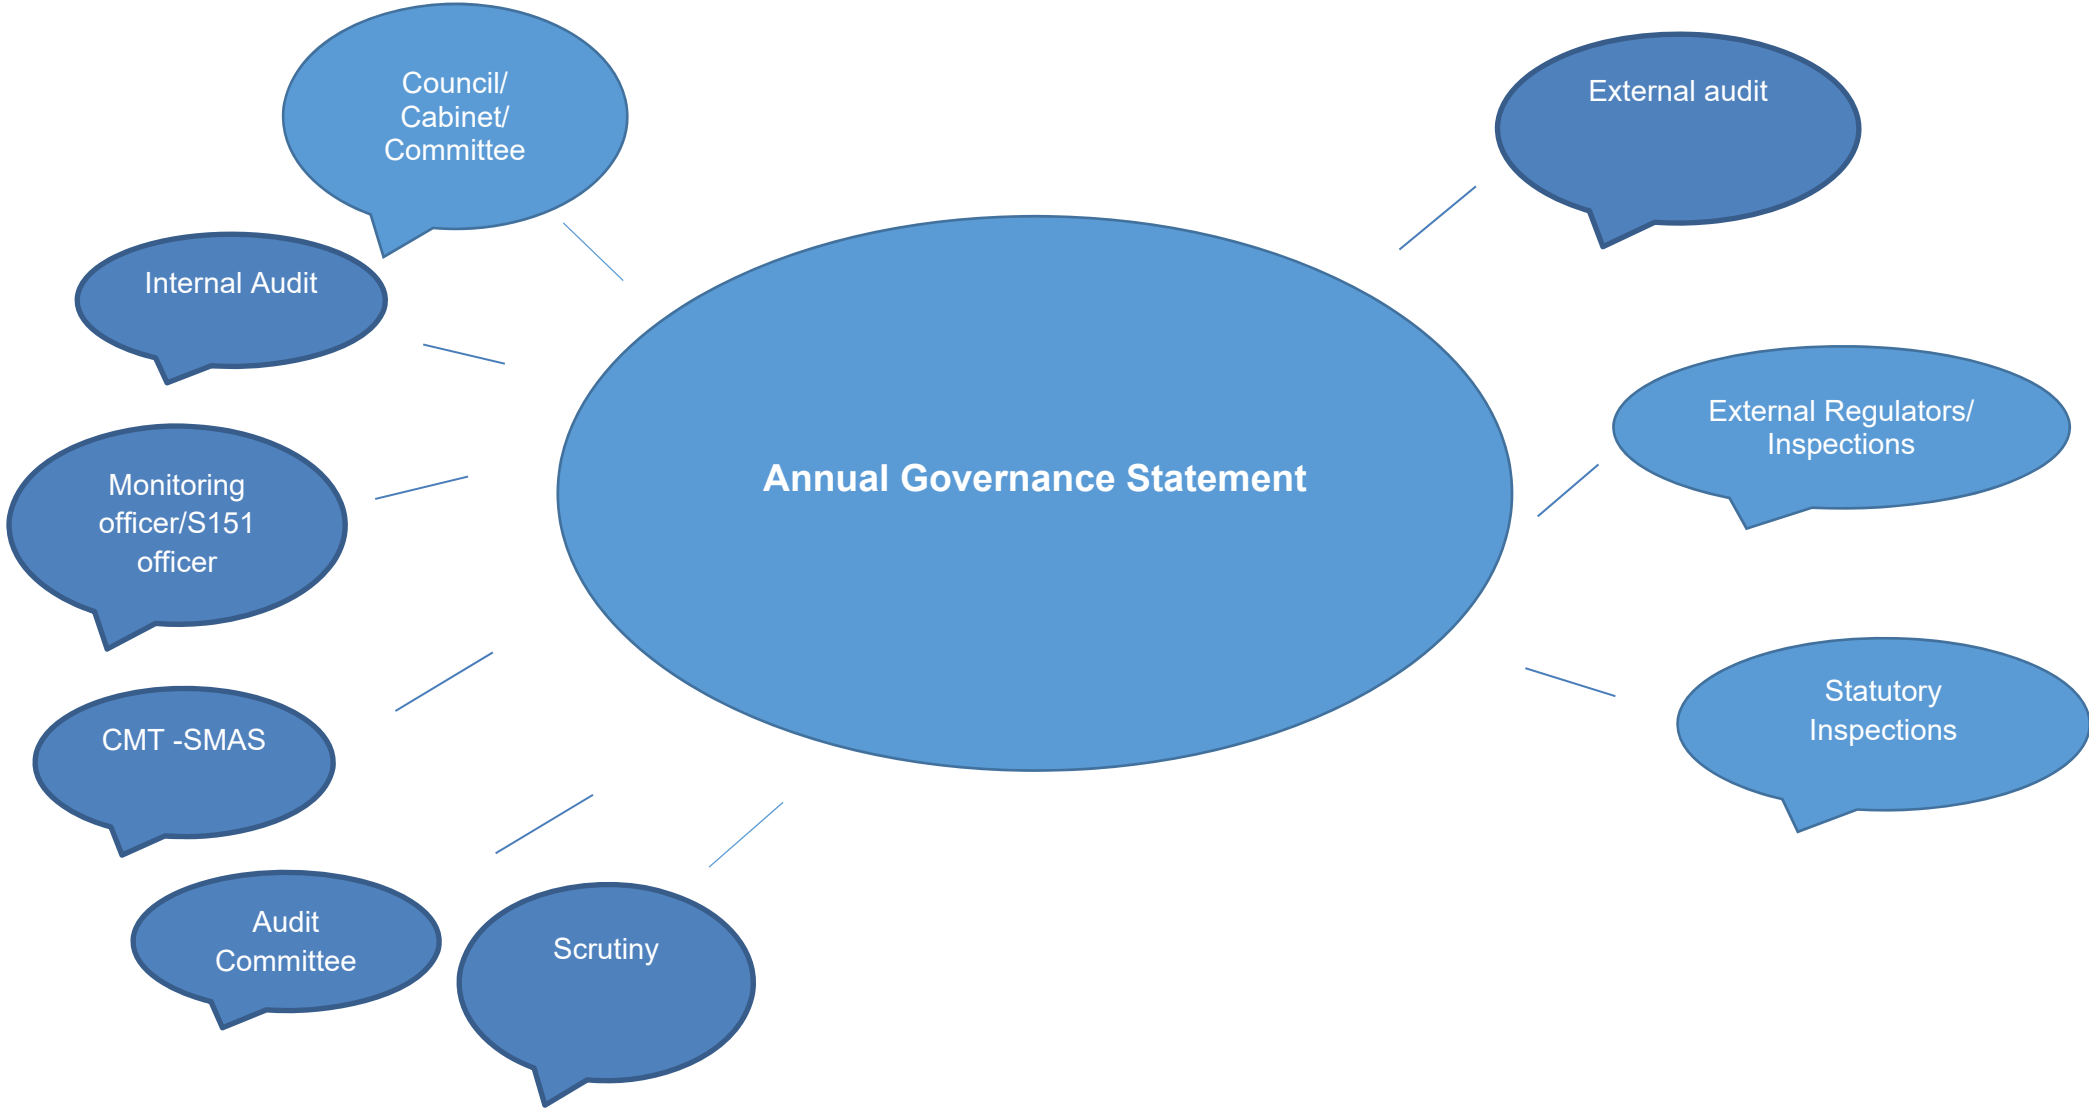 Council/
Cabinet/
Committee
External audit
Internal Audit
External Regulators/
Inspections
Annual Governance Statement
Monitoring
officer/S151
officer
Statutory
Inspections
CMT -SMAS
Audit
Committee
Scrutiny